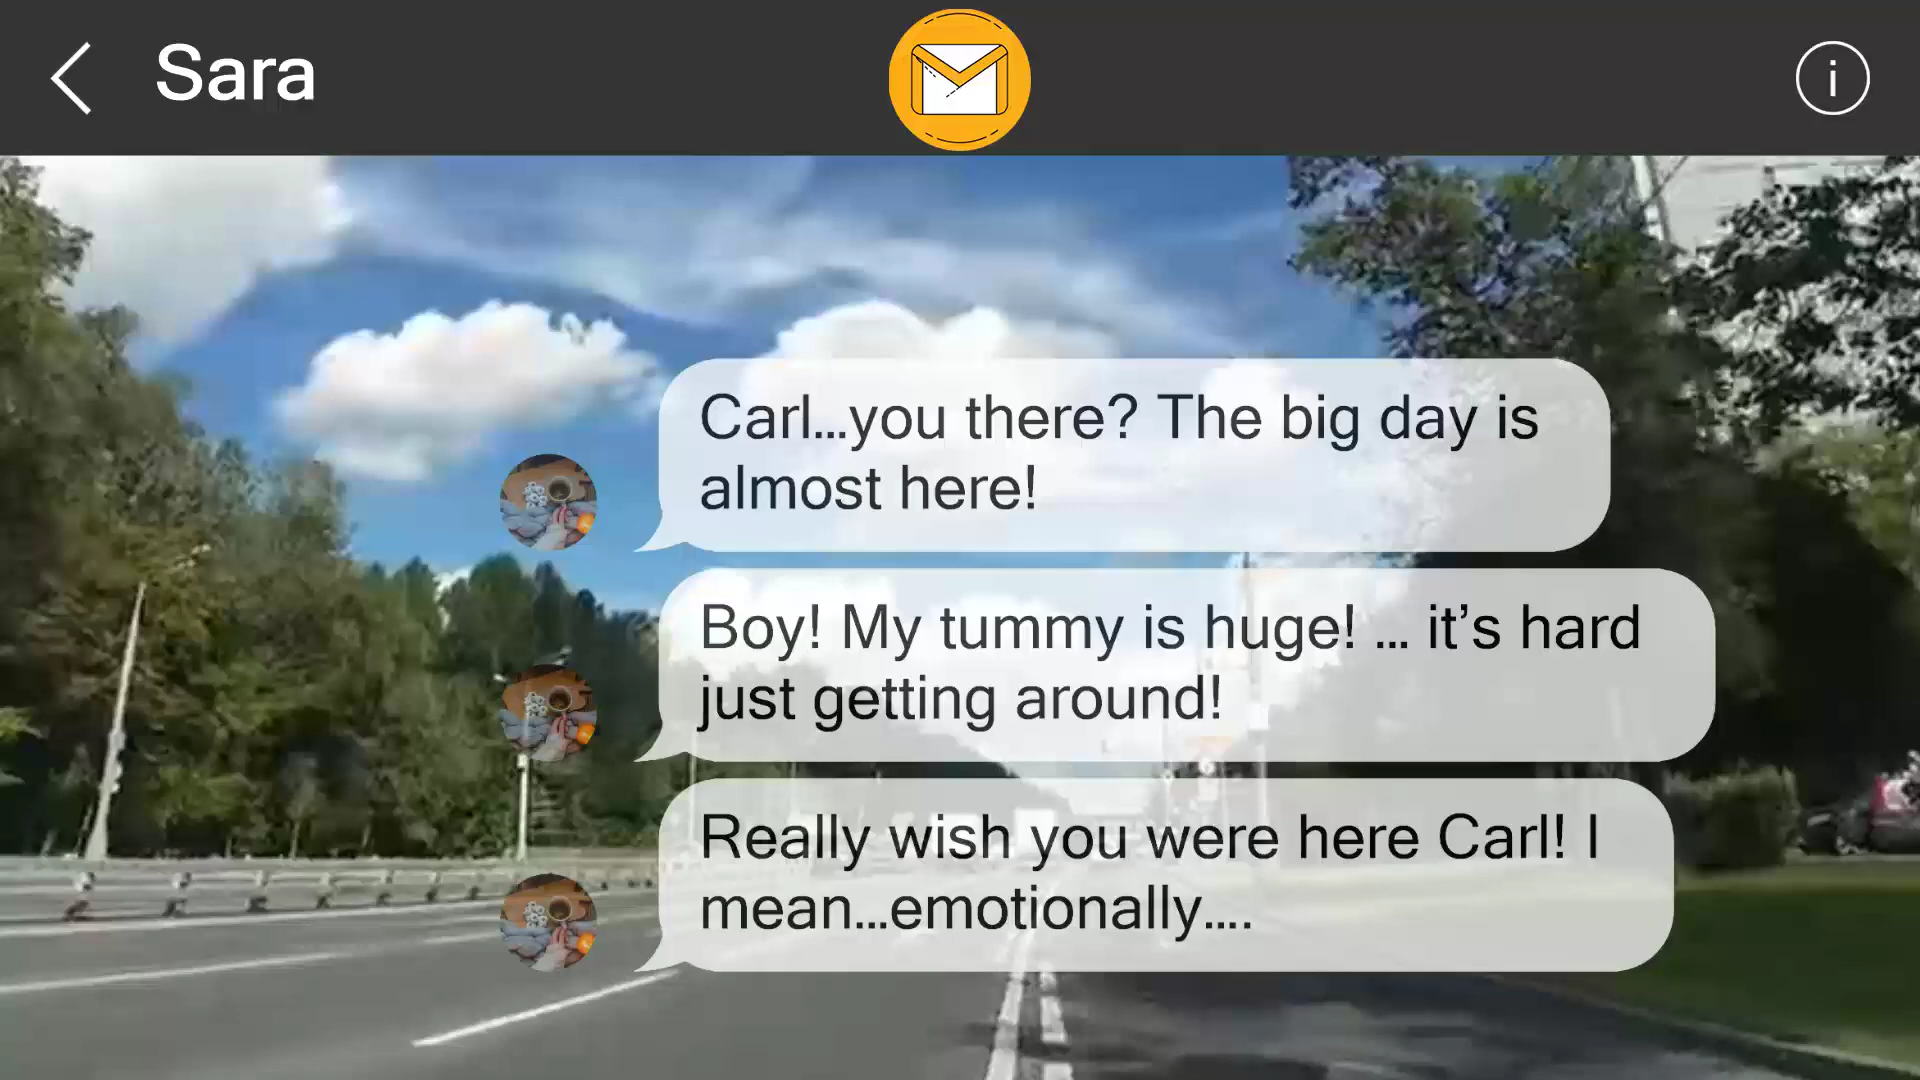 Sara
Carl...you there? The big day is
almost here!
Boy! My tummy is huge! ... it’s hard
just getting around!
Really wish you were here Carl! I
mean...emotionally....